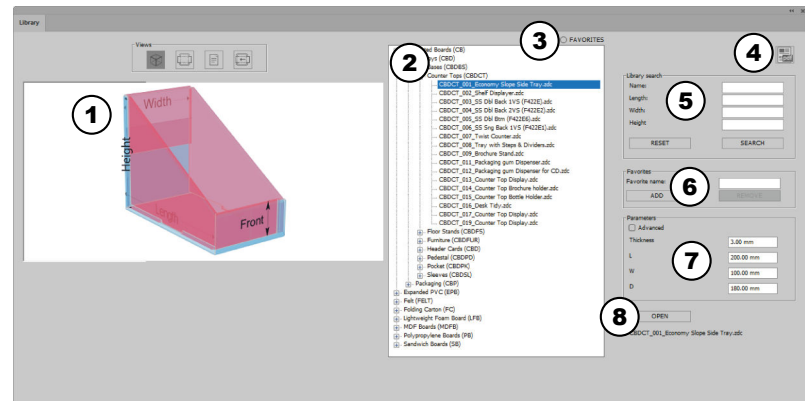 Library
Views
FAVORITES
3
4
2
1
5
6
7
8
Width
Height
Front
Boards (CB)
(CBD)
(CBDBS)
Counter Tops (CBDCT)
CBDCT_001_Economy Slope Side Tray.zdc
CBDCT_002_Shelf Displayer.zdc
CBDCT_003_SS Dbl Back 1VS (F422E).zdc
CBDCT_004_SS Dbl Back 2VS (F422E2).zdc
CBDCT_005_SS Dbl Btm (F422E6).zdc
CBDCT_006_SS Sng Back 1VS (F422E1).zdc
CBDCT_007_Twist Counter.zdc
CBDCT_008_Tray with Steps & Dividers.zdc
CBDCT_009_Brochure Stand.zdc
CBDCT_011_Packaging gum Dispenser.zdc
CBDCT_012_Packaging gum Dispenser for CD.zdc
CBDCT_013_Counter Top Display.zdc
CBDCT_014_Counter Top Brochure holder.zdc
CBDCT_015_Counter Top Bottle Holder.zdc
CBDCT_016_Desk Tidy.zdc
CBDCT_017_Counter Top Display.zdc
CBDCT_019_Counter Top Display.zdc
Floor Stands (CBDFS)
Furniture (CBDFUR)
Header Cards (CBD)
Pedestal (CBDPD)
Pocket (CBDPK)
Sleeves (CBDSL)
Packaging (CBP)
Expanded PVC (EPB)
Felt (FELT)
Folding Carton (FC)
Lightweight Foam Board (LFB)
MDF Boards (MDFB)
Polypropylene Boards (PB)
Sandwich Boards (SB)
Library search
Name:
Length:
Width:
Height
RESET SEARCH
Favorites
Favorite name:
ADD
Parameters
Advanced
Thickness 3.00 mm
L 200.00 mm
W 100.00 mm
D 180.00 mm
OPEN
CBDCT_001_Economy Slope Side Tray.zdc